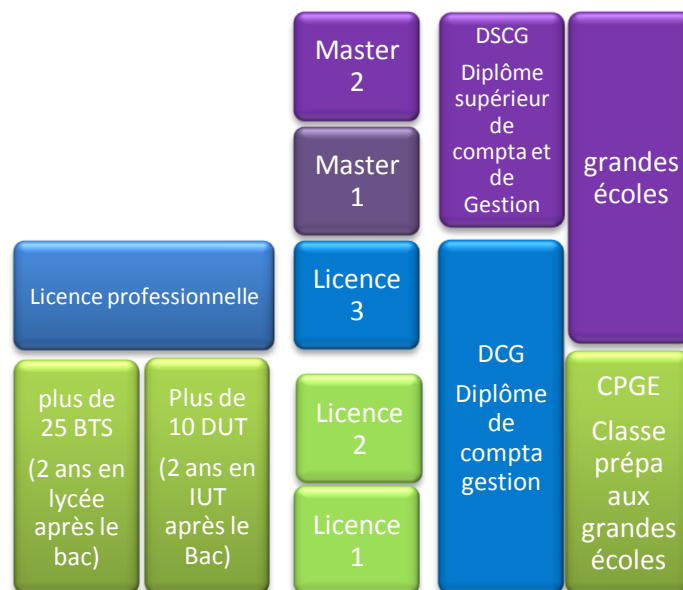 Master
2
Master
1
DSCG
Diplôme
supérieur
de
compta et
de
Gestion
grandes
écoles
Licence professionnelle
Licence
3
plus de
25 BTS
(2 ans en
lycée
après le
bac)
Plus de
10 DUT
(2 ans en
IUT
après le
Bac)
Licence
2
Licence
1
DCG
Diplôme
de
compta
gestion
CPGE
Classe
prépa
aux
grandes
écoles